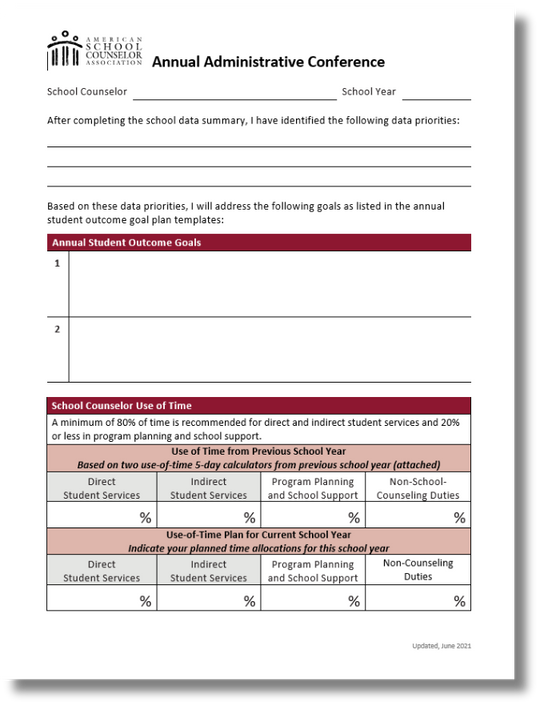 AMERICAN
SCHOOL
COUNSELOR
ASSOCIATION
Annual Administrative Conference
School Counselor School Year
After completing the school data summary, I have identified the following data priorities:
Based on these data priorities, I will address the following goals as listed in the annual
student outcome goal plan templates:
Annual Student Outcome Goals
1
2
School Counselor Use of Time
A minimum of 80% of time is recommended for direct and indirect student services and 20%
or less in program planning and school support.
Use of Time from Previous School Year
Based on two use-of-time 5-day calculators from previous school year (attached)
Direct Indirect Program Planning Non-School-
Student Services Student Services and School Support Counseling Duties
% % % %
Use-of-Time Plan for Current School Year
Indicate your planned time allocations for this school year
Direct Indirect Program Planning Non-Counseling
Student Services Student Services and School Support Duties
% % % %
Updated, June 2021